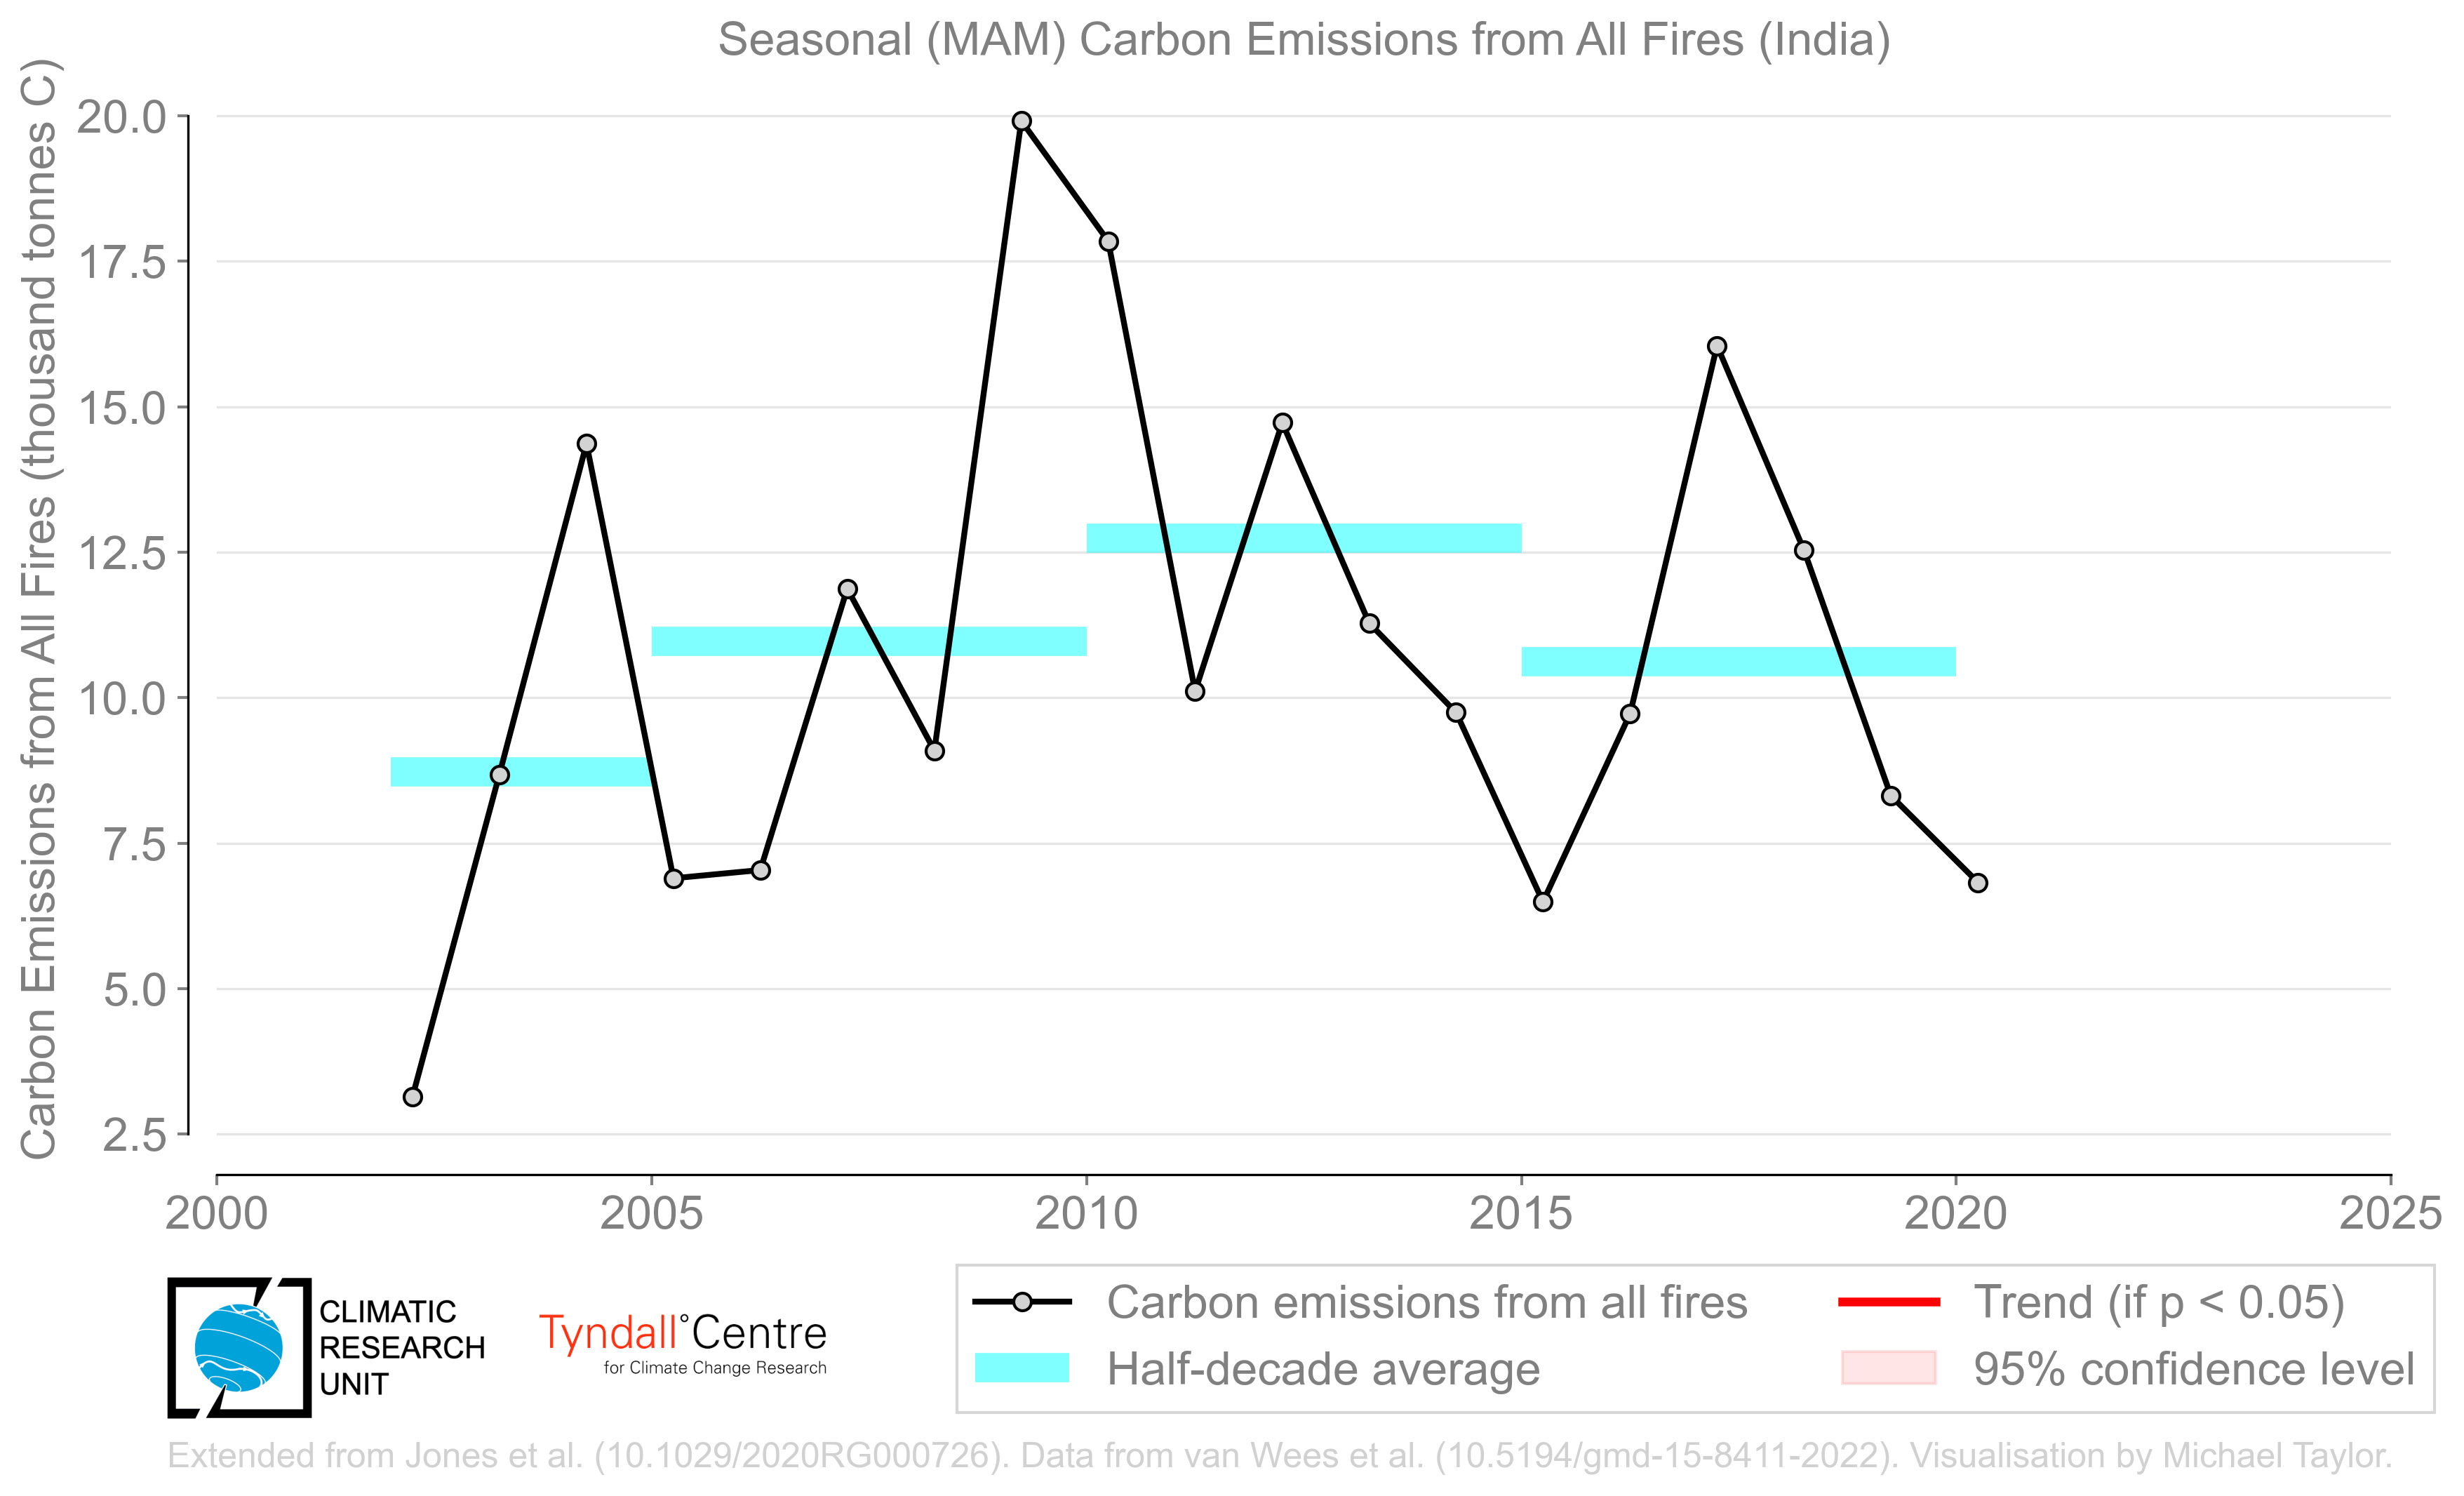 Seasonal (MAM) Carbon Emissions from All Fires (India)
Carbon Emissions from All Fires (thousand tonnes C)
20.0
17.5
15.0
12.5
10.0
7.5
5.0
2.5
2000 2005 2010 2015 2020 2025
CLIMATIC
RESEARCH
UNIT
Tyndall°Centre
for Climate Change Research
Carbon emissions from all fires
Half-decade average
Trend (if p < 0.05)
95% confidence level
Extended from Jones et al. (10.1029/2020RG000726). Data from van Wees et al. (10.5194/gmd-15-8411-2022). Visualisation by Michael Taylor.